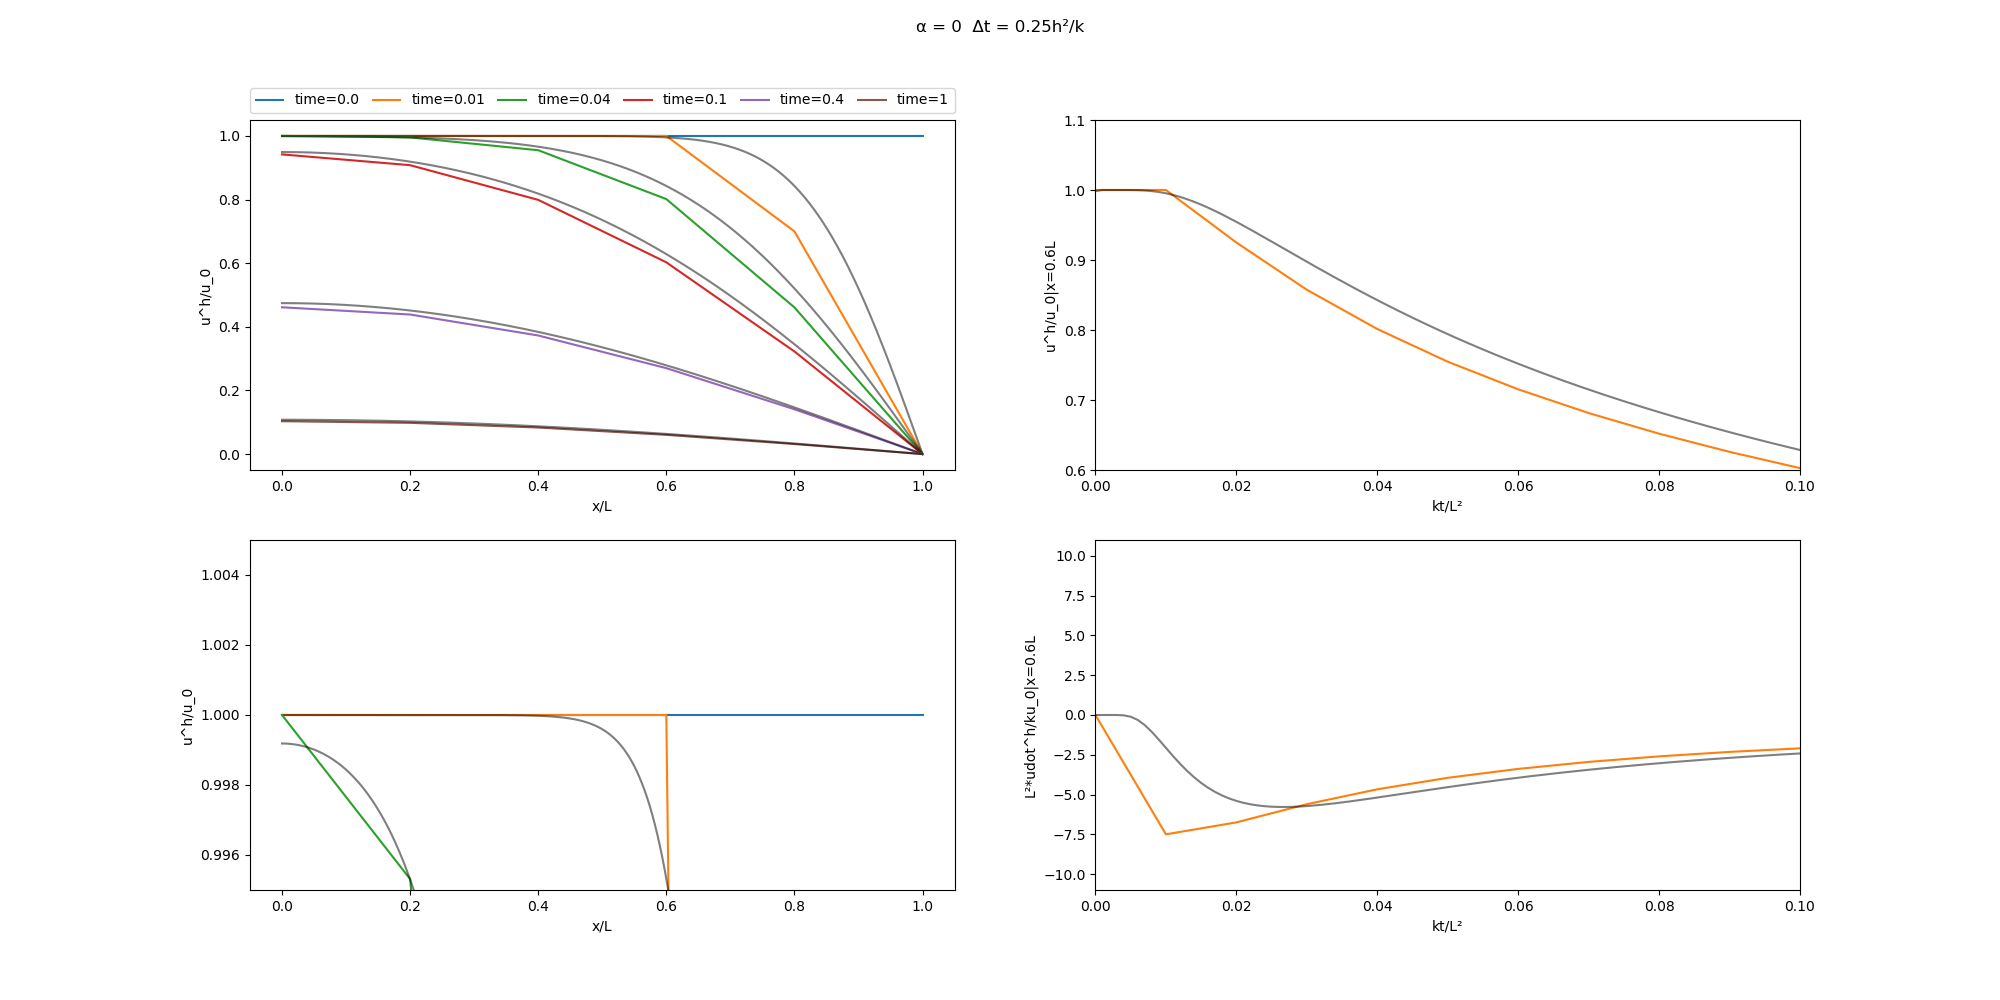 α = 0  Δt = 0.25h²/k
time=0.0 time=0.01 time=0.04 time=0.1 time=0.4 time=1
1.0
0.8
0.6
0.4
0.2
0.0
u^h/u_0
0.0 0.2 0.4 0.6 0.8 1.0
x/L
1.1
1.0
0.9
0.8
0.7
0.6
u^h/u_0|x=0.6L
0.00 0.02 0.04 0.06 0.08 0.10
kt/L²
1.004
1.002
1.000
0.998
0.996
u^h/u_0
0.0 0.2 0.4 0.6 0.8 1.0
x/L
10.0
7.5
5.0
2.5
0.0
−2.5
−5.0
−7.5
−10.0
L²*udot^h/ku_0|x=0.6L
0.00 0.02 0.04 0.06 0.08 0.10
kt/L²